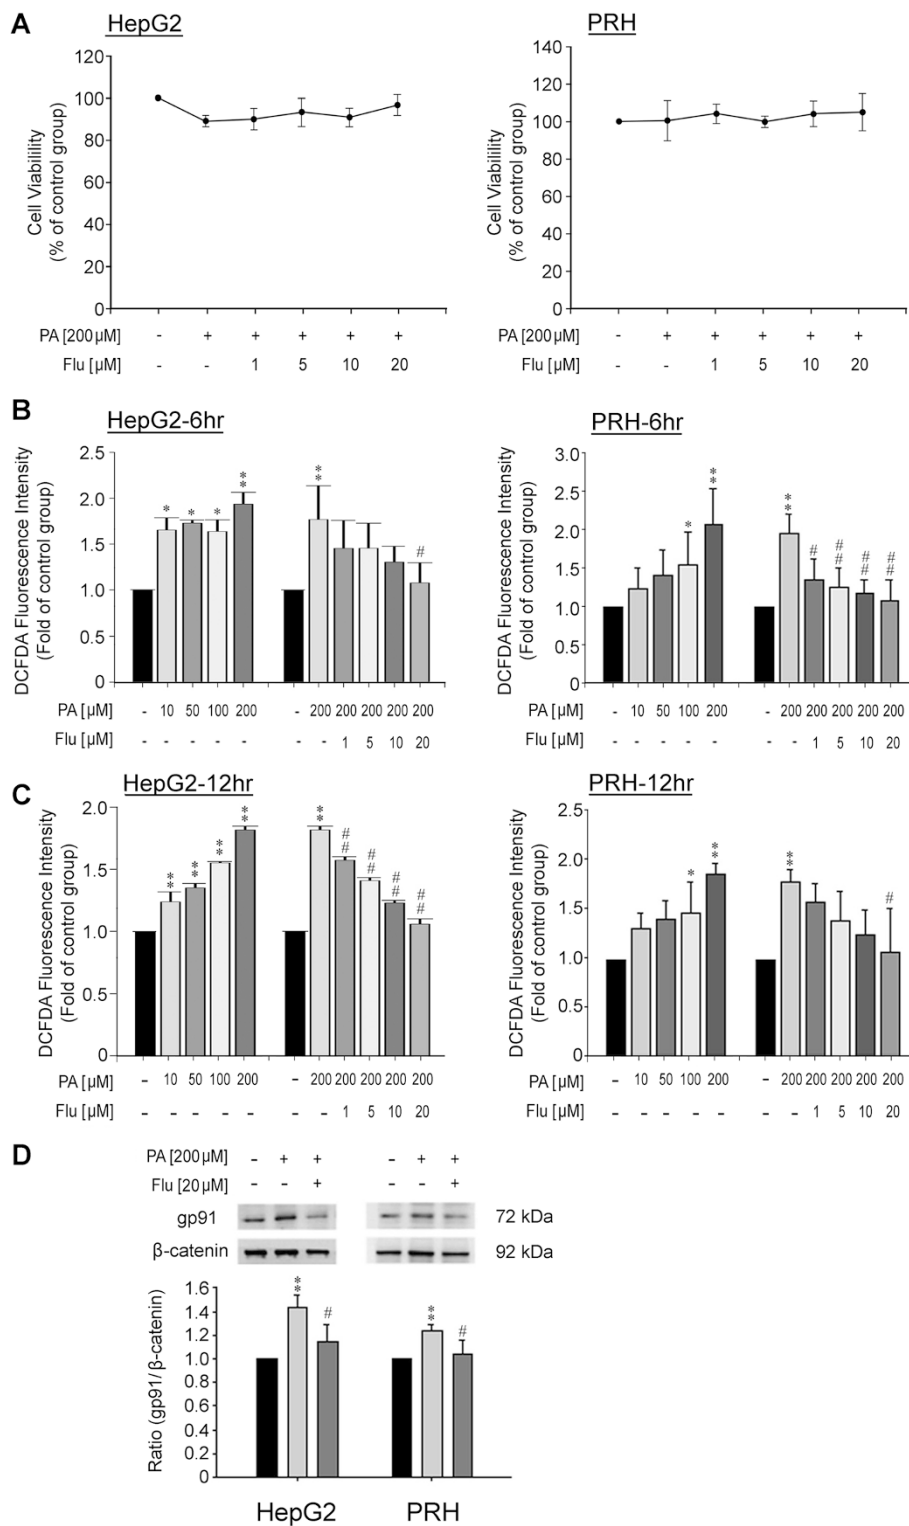 A
HepG2
PRH
Cell Viabilility
(% of control group)
120
100
80
60
40
20
0
PA [200 µM] - + + + + +
Flu [µM] - - 1 5 10 20
Cell Viabilility
(% of control group)
140
120
100
80
60
40
20
0
- + + + + +
- - 1 5 10 20
B
HepG2-6hr
PRH-6hr
DCFDA Fluorescence Intensity
(Fold of control group)
2.5
2.0
1.5
1.0
0.5
0
* * * ** ** #
PA [µM] - 10 50 100 200 - 200 200 200 200 200
Flu [µM] - - - - - - - 1 5 10 20
DCFDA Fluorescence Intensity
(Fold of control group)
3.0
2.5
2.0
1.5
1.0
0.5
0
* ** ** # ## ## ##
- 10 50 100 200 - 200 200 200 200 200
- - - - - - - 1 5 10 20
C
HepG2-12hr
PRH-12hr
DCFDA Fluorescence Intensity
(Fold of control group)
2.0
1.5
1.0
0.5
0
** ** ** ** ** ## ## ## ##
PA [µM] - 10 50 100 200 - 200 200 200 200 200
Flu [µM] - - - - - - - 1 5 10 20
DCFDA Fluorescence Intensity
(Fold of control group)
2.5
2.0
1.5
1.0
0.5
0
* ** ** #
PA [µM] - 10 50 100 200 - 200 200 200 200 200
Flu [µM] - - - - - - - 1 5 10 20
D
PA [200 µM] - + + - + +
Flu [20 µM] - - + - - +
gp91 72 kDa
β-catenin 92 kDa
Ratio (gp91/β-catenin)
1.6
1.4
1.2
1.0
0.8
0.6
0.4
0.2
0
** # ** #
HepG2 PRH